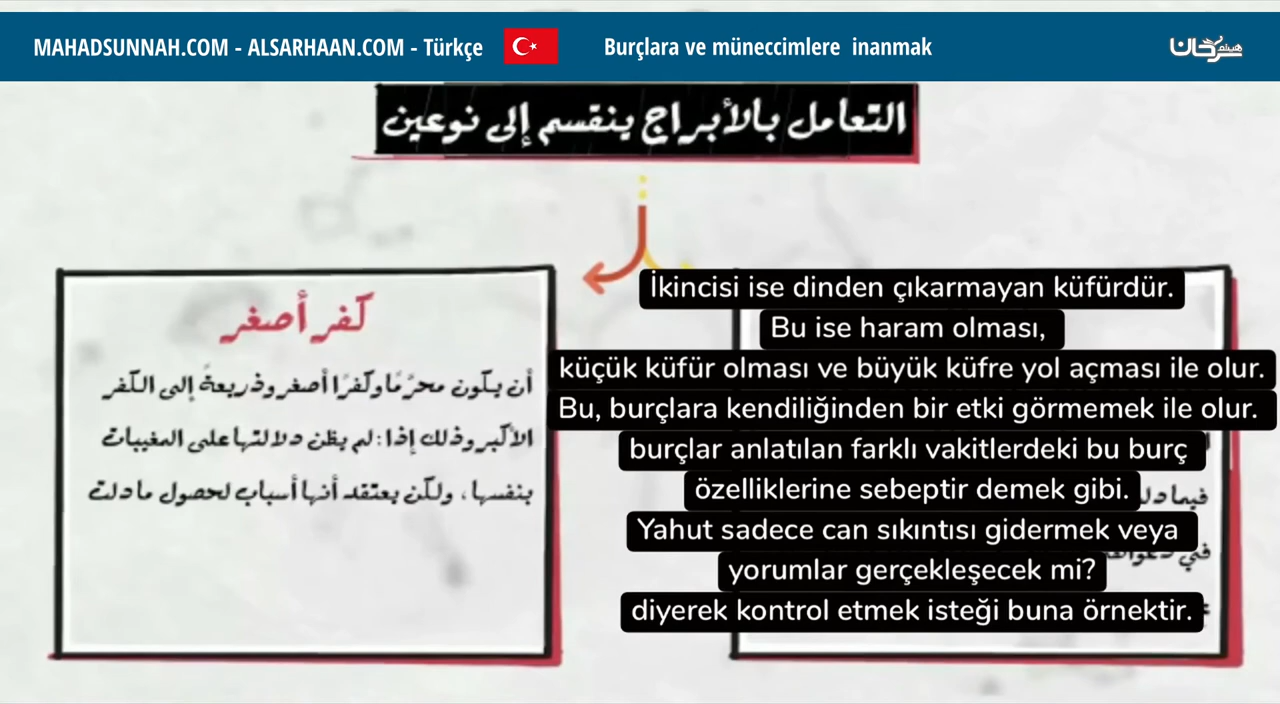 MAHADSUNNAH.COM - ALSARHAAN.COM - Türkçe
Burçlara ve müneccimlere inanmak
التعامل بالأبراج ينقسم إلى نوعين
كفر أصغر
أن يكون محرّمًا وكفرًا أصغر وذريعةً إلى الكفر
الأكبر وذلك إذا: لم يظن دلالتها على المغيبات
بنفسها، ولكن يعتقد أنها أسباب لحصول ما دلت
İkincisi ise dinden çıkarmayan küfürdür.
Bu ise haram olması,
küçük küfür olması ve büyük küfre yol açması ile olur.
Bu, burçlara kendiliğinden bir etki görmemek ile olur.
burçlar anlatılan farklı vakitlerdeki bu burç
özelliklerine sebeptir demek gibi.
Yahut sadece can sıkıntısı gidermek veya
yorumlar gerçekleşecek mi?
diyerek kontrol etmek isteği buna örnektir.
فيما
في